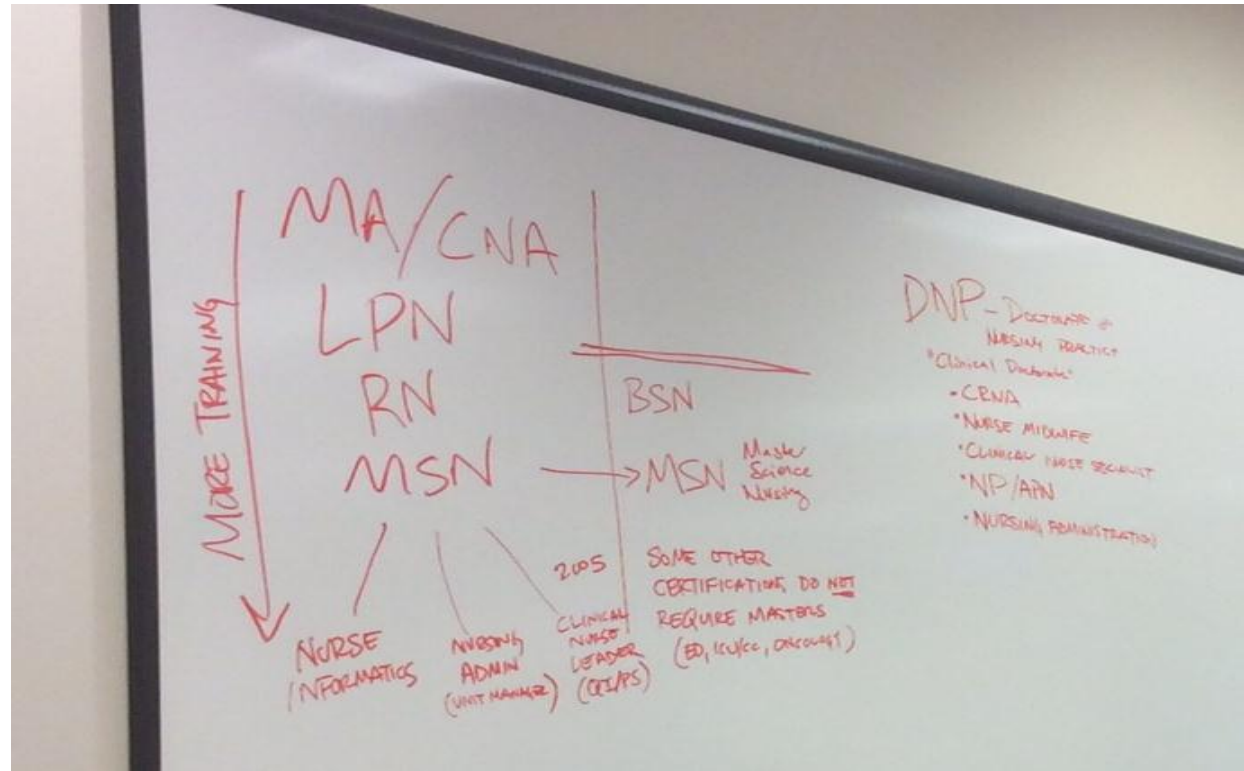 MORE TRAINING
MA/CNA
LPN
RN
MSN
BSN
MSN Master
Science
Nursing
NURSE
INFORMATICS
NURSING
ADMIN
(UNIT MANAGER)
2005
CLINICAL
NURSE
LEADER
(QI/PS)
SOME OTHER
CERTIFICATIONS DO NOT
REQUIRE MASTERS
(ED, ICU/CC, ONCOLOGY)
DNP - DOCTORATE OF
NURSING PRACTICE
"Clinical Doctorate"
• CRNA
• NURSE MIDWIFE
• CLINICAL NURSE SPECIALIST
• NP/APN
• NURSING ADMINISTRATION